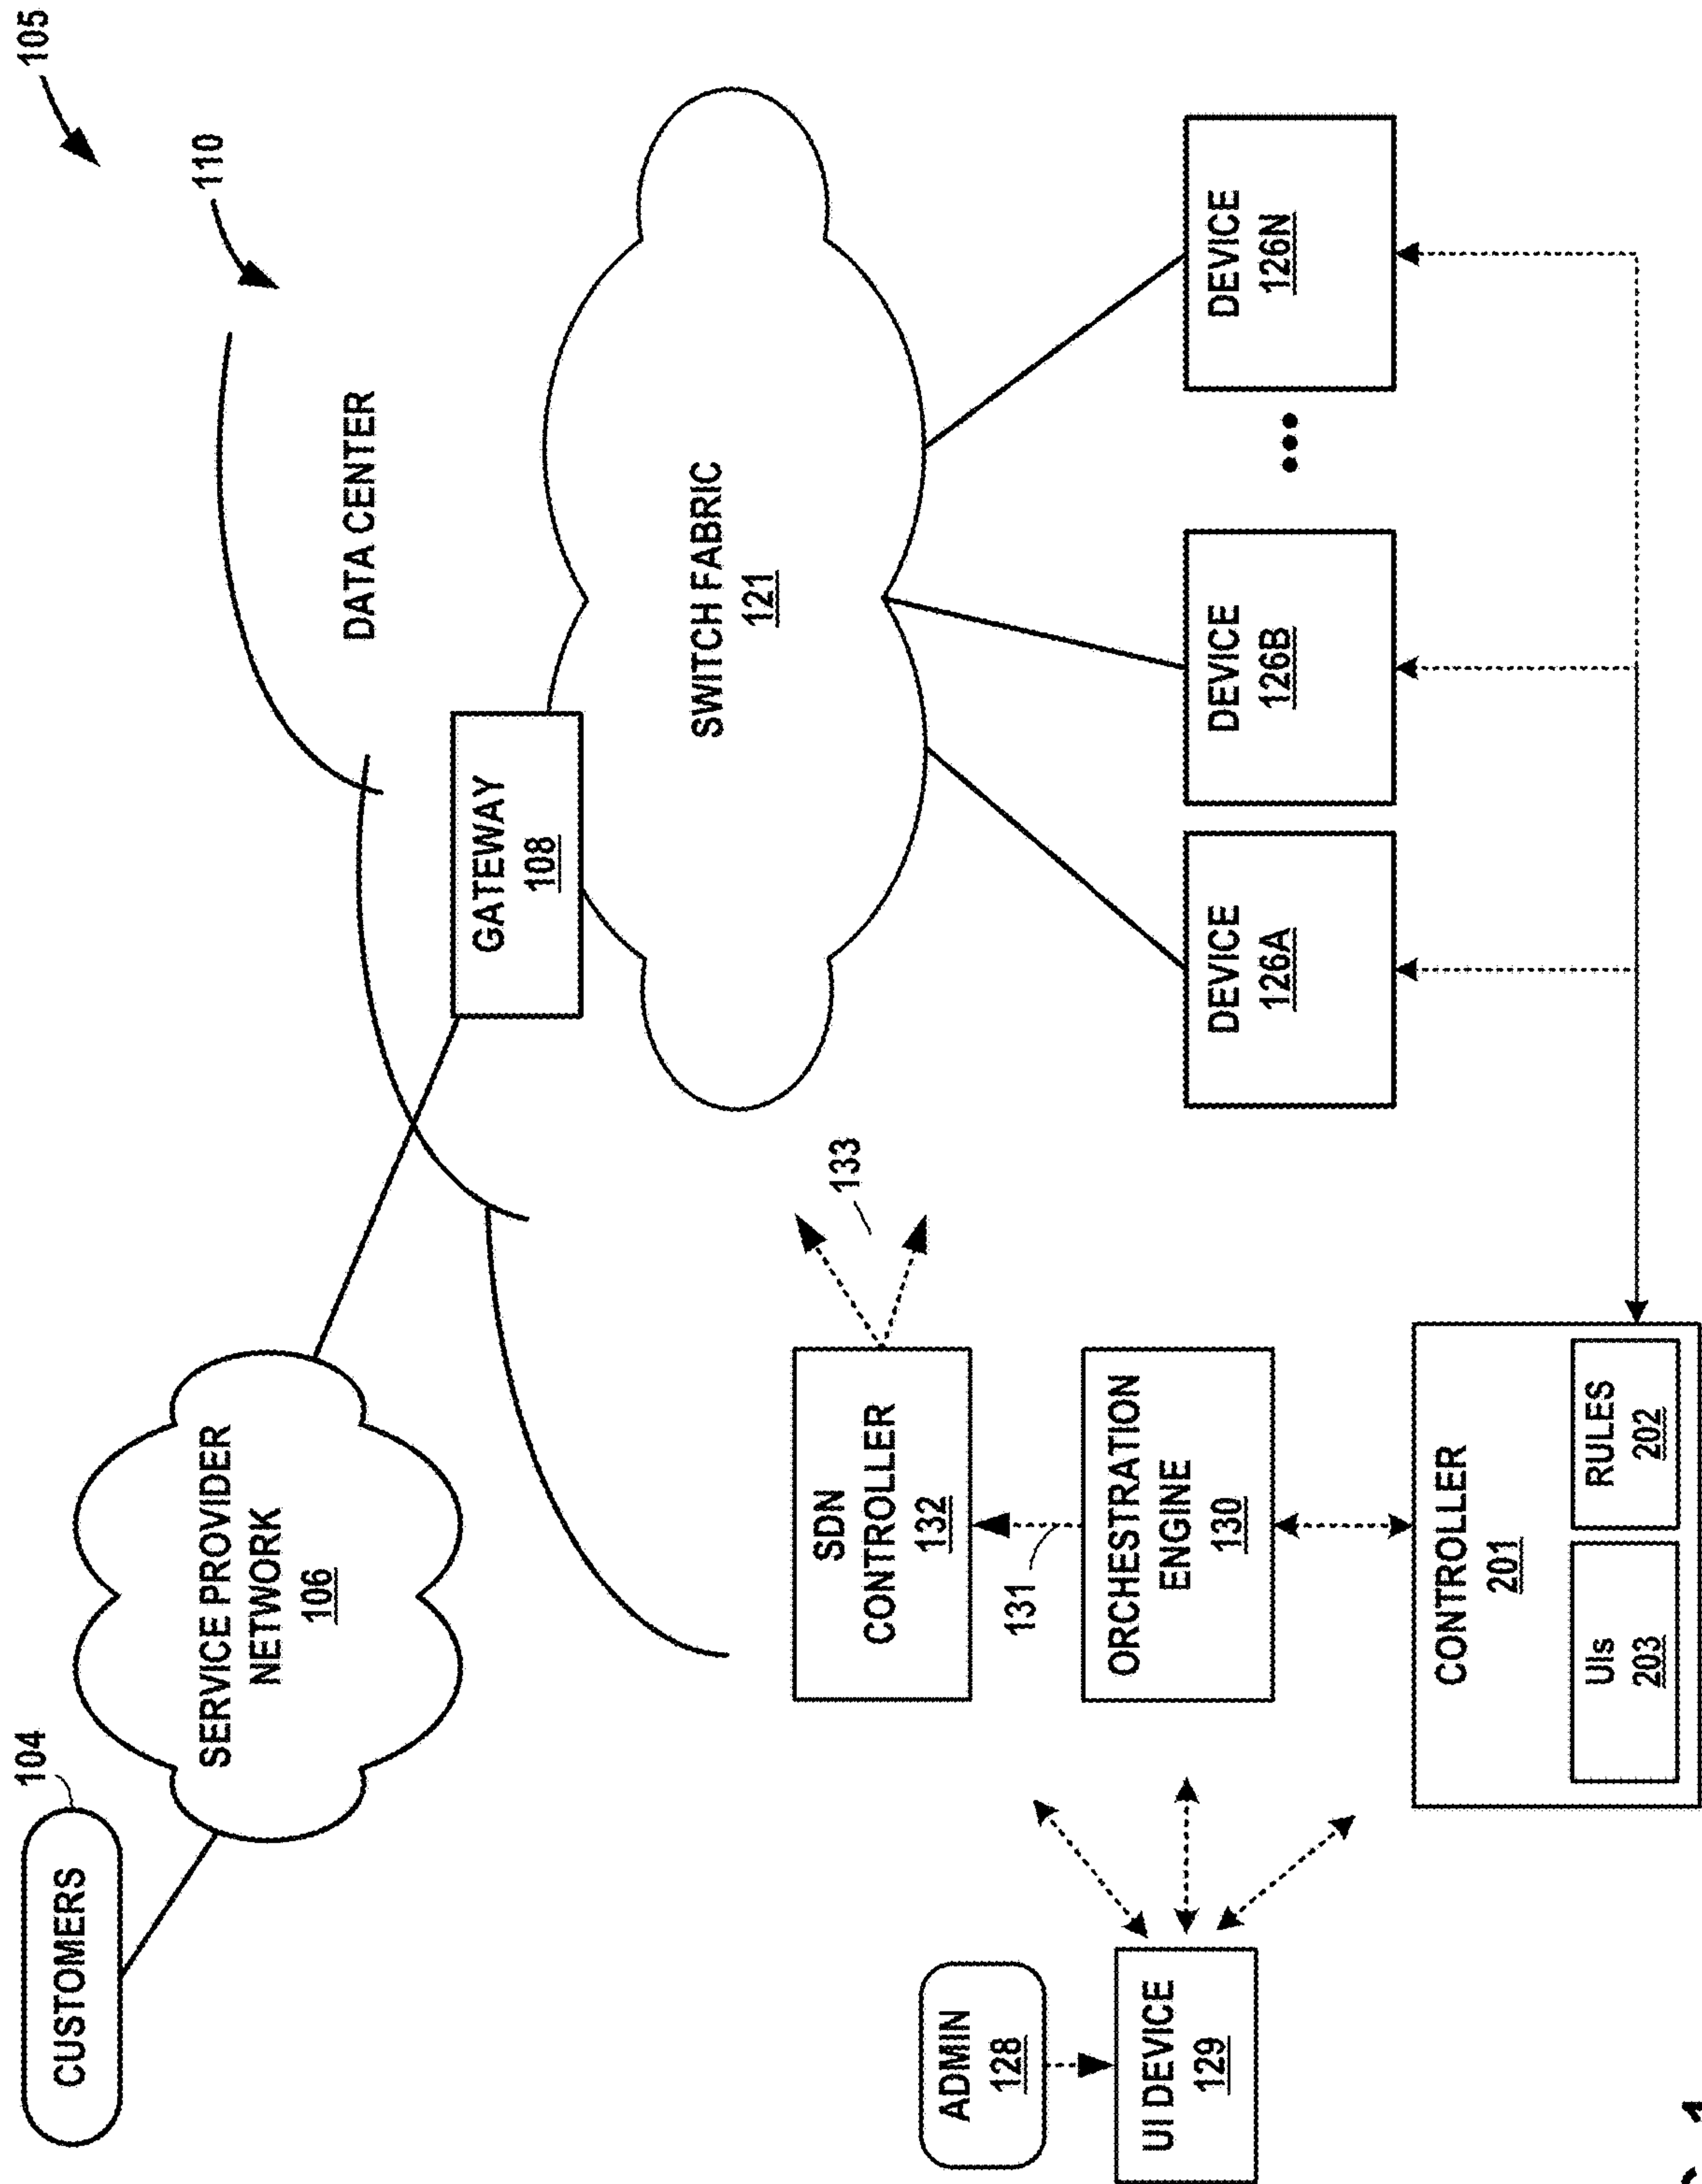 105
110
104
CUSTOMERS
SERVICE PROVIDER
NETWORK
106
DATA CENTER
GATEWAY
108
SWITCH FABRIC
121
133
SDN
CONTROLLER
132
131
ADMIN
128
UI DEVICE
129
ORCHESTRATION
ENGINE
130
DEVICE
126A
DEVICE
126B
•••
DEVICE
126N
CONTROLLER
201
UIs
203
RULES
202